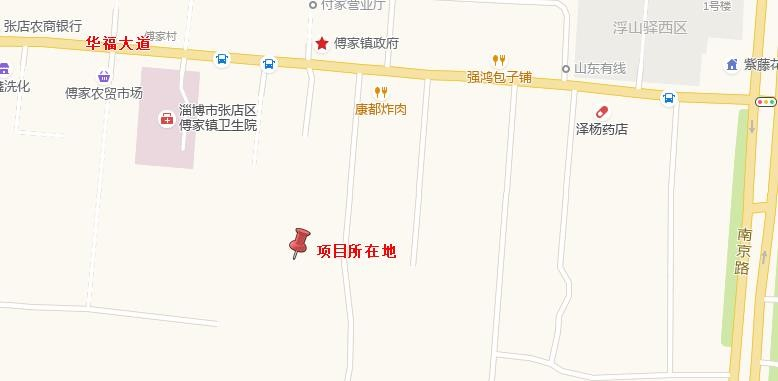 付家营业厅
1号楼
张店农商银行
浮山驿西区
华福大道
傅家村
傅家镇政府
紫藤花
山东有线
强鸿包子铺
洗化
傅家农贸市场
康都炸肉
淄博市张店区
傅家镇卫生院
泽杨药店
南京路
项目所在地